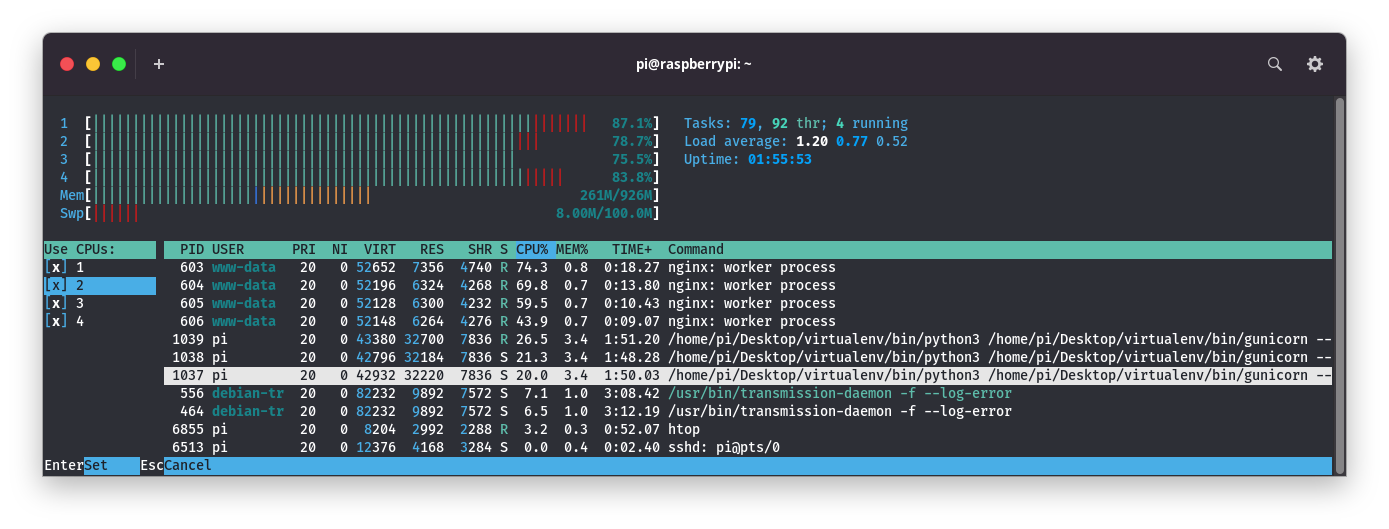 pi@raspberrypi: ~
1 [ 87.1%] Tasks: 79, 92 thr; 4 running
2 [ 78.7%] Load average: 1.20 0.77 0.52
3 [ 75.5%] Uptime: 01:55:53
4 [ 83.8%]
Mem[ 261M/926M]
Swp[ 8.00M/100.0M]
Use CPUs: PID USER PRI NI VIRT RES SHR S CPU% MEM% TIME+ Command
[x] 1 603 www-data 20 0 52652 7356 4740 R 74.3 0.8 0:18.27 nginx: worker process
[x] 2 604 www-data 20 0 52196 6324 4268 R 69.8 0.7 0:13.80 nginx: worker process
[x] 3 605 www-data 20 0 52128 6300 4232 R 59.5 0.7 0:10.43 nginx: worker process
[x] 4 606 www-data 20 0 52148 6264 4276 R 43.9 0.7 0:09.07 nginx: worker process
1039 pi 20 0 43380 32700 7836 R 26.5 3.4 1:51.20 /home/pi/Desktop/virtualenv/bin/python3 /home/pi/Desktop/virtualenv/bin/gunicorn --
1038 pi 20 0 42796 32184 7836 S 21.3 3.4 1:48.28 /home/pi/Desktop/virtualenv/bin/python3 /home/pi/Desktop/virtualenv/bin/gunicorn --
1037 pi 20 0 42932 32220 7836 S 20.0 3.4 1:50.03 /home/pi/Desktop/virtualenv/bin/python3 /home/pi/Desktop/virtualenv/bin/gunicorn --
556 debian-tr 20 0 82232 9892 7572 S 7.1 1.0 3:08.42 /usr/bin/transmission-daemon -f --log-error
464 debian-tr 20 0 82232 9892 7572 S 6.5 1.0 3:12.19 /usr/bin/transmission-daemon -f --log-error
6855 pi 20 0 8204 2992 2288 R 3.2 0.3 0:52.07 htop
6513 pi 20 0 12376 4168 3284 S 0.0 0.4 0:02.40 sshd: pi@pts/0
EnterSet EscCancel